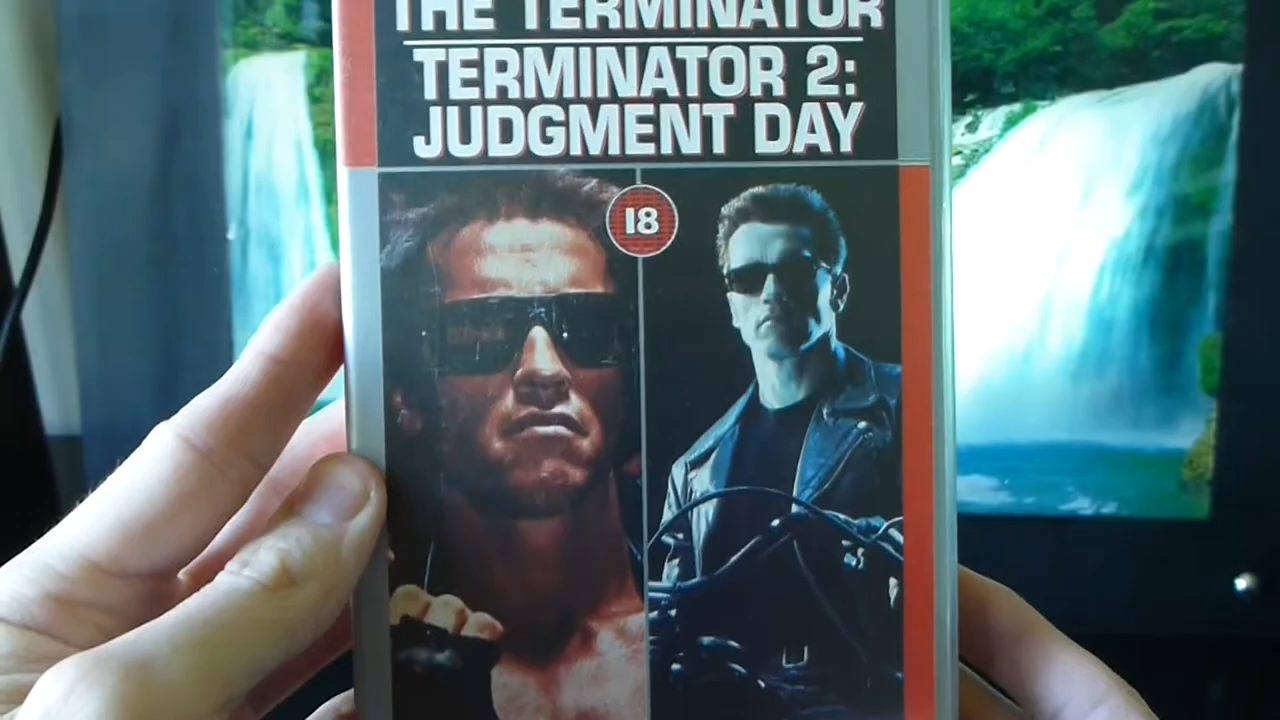 THE TERMINATOR
TERMINATOR 2:
JUDGMENT DAY
18